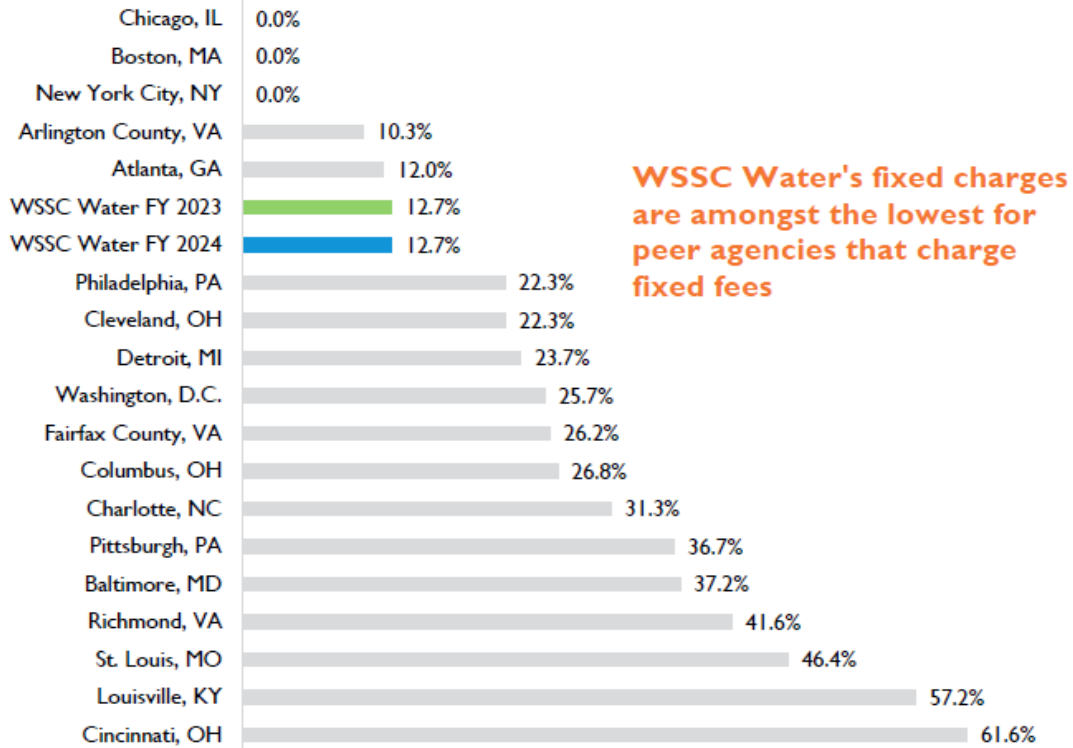 Chicago, IL 0.0%
Boston, MA 0.0%
New York City, NY 0.0%
Arlington County, VA 10.3%
Atlanta, GA 12.0%
WSSC Water FY 2023 12.7%
WSSC Water FY 2024 12.7%
Philadelphia, PA 22.3%
Cleveland, OH 22.3%
Detroit, MI 23.7%
Washington, D.C. 25.7%
Fairfax County, VA 26.2%
Columbus, OH 26.8%
Charlotte, NC 31.3%
Pittsburgh, PA 36.7%
Baltimore, MD 37.2%
Richmond, VA 41.6%
St. Louis, MO 46.4%
Louisville, KY 57.2%
Cincinnati, OH 61.6%
WSSC Water's fixed charges
are amongst the lowest for
peer agencies that charge
fixed fees